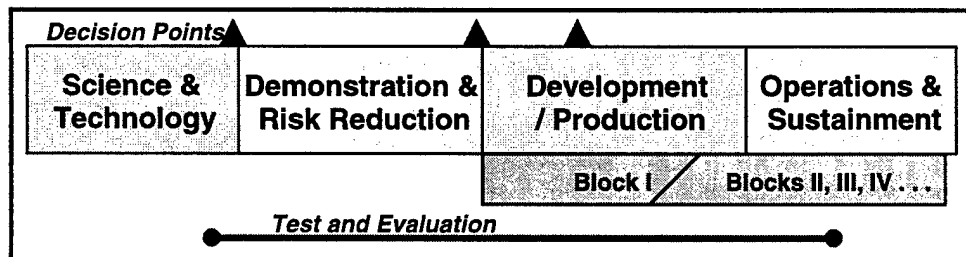 Decision Points
Science &
Technology
Demonstration &
Risk Reduction
Development
/ Production
Operations &
Sustainment
Block I
Blocks II, III, IV . . .
Test and Evaluation